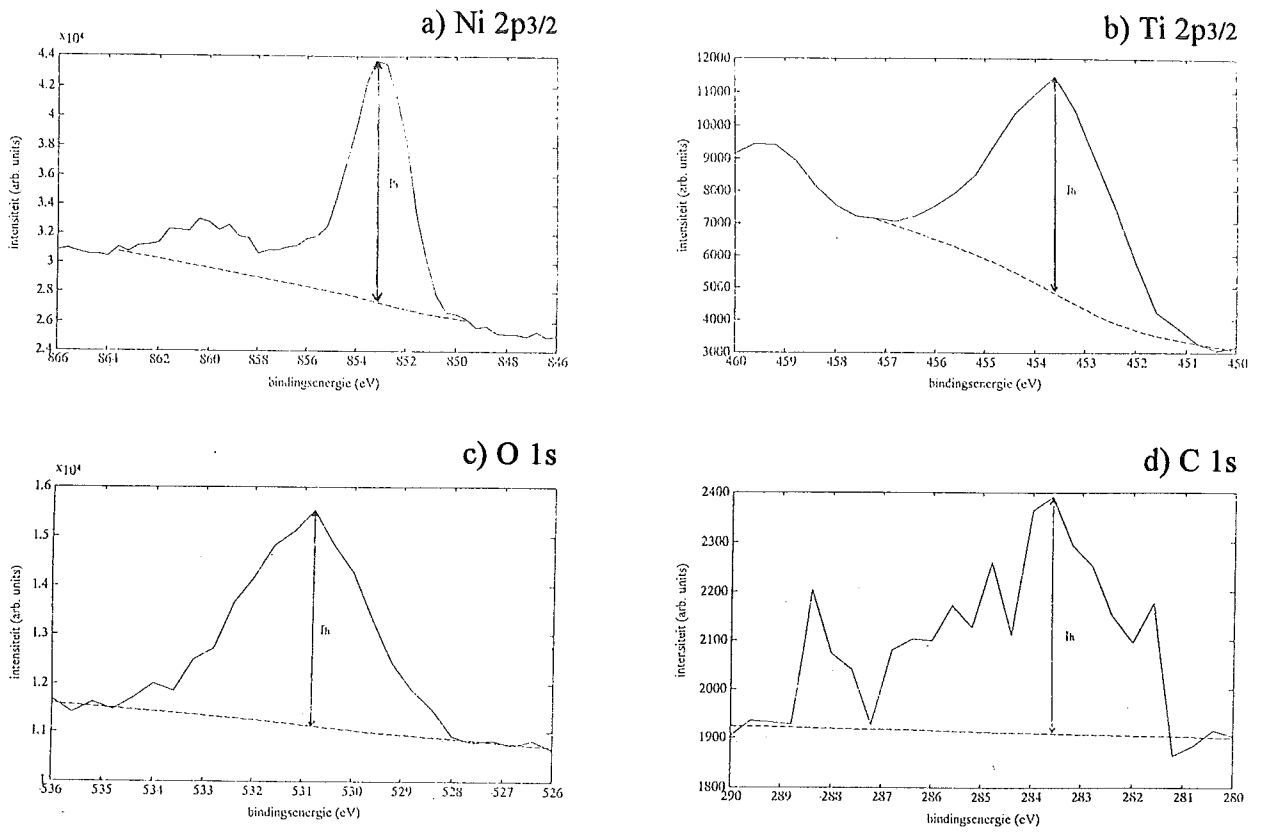 a) Ni 2p3/2
x10⁴
4.4
4.2
4
3.8
3.6
3.4
3.2
3
2.8
2.6
2.4
intensiteit (arb. units)
Ih
866 864 862 860 858 856 854 852 850 848 846
bindingsenergie (eV)
b) Ti 2p3/2
12000
11000
10000
9000
8000
7000
6000
5000
4000
3000
intensiteit (arb. units)
Ih
460 459 458 457 456 455 454 453 452 451 450
bindingsenergie (eV)
c) O 1s
x10⁴
1.6
1.5
1.4
1.3
1.2
1.1
1
intensiteit (arb. units)
Ih
536 535 534 533 532 531 530 529 528 527 526
bindingsenergie (eV)
d) C 1s
2400
2300
2200
2100
2000
1900
1800
intensiteit (arb. units)
Ih
290 289 288 287 286 285 284 283 282 281 280
bindingsenergie (eV)